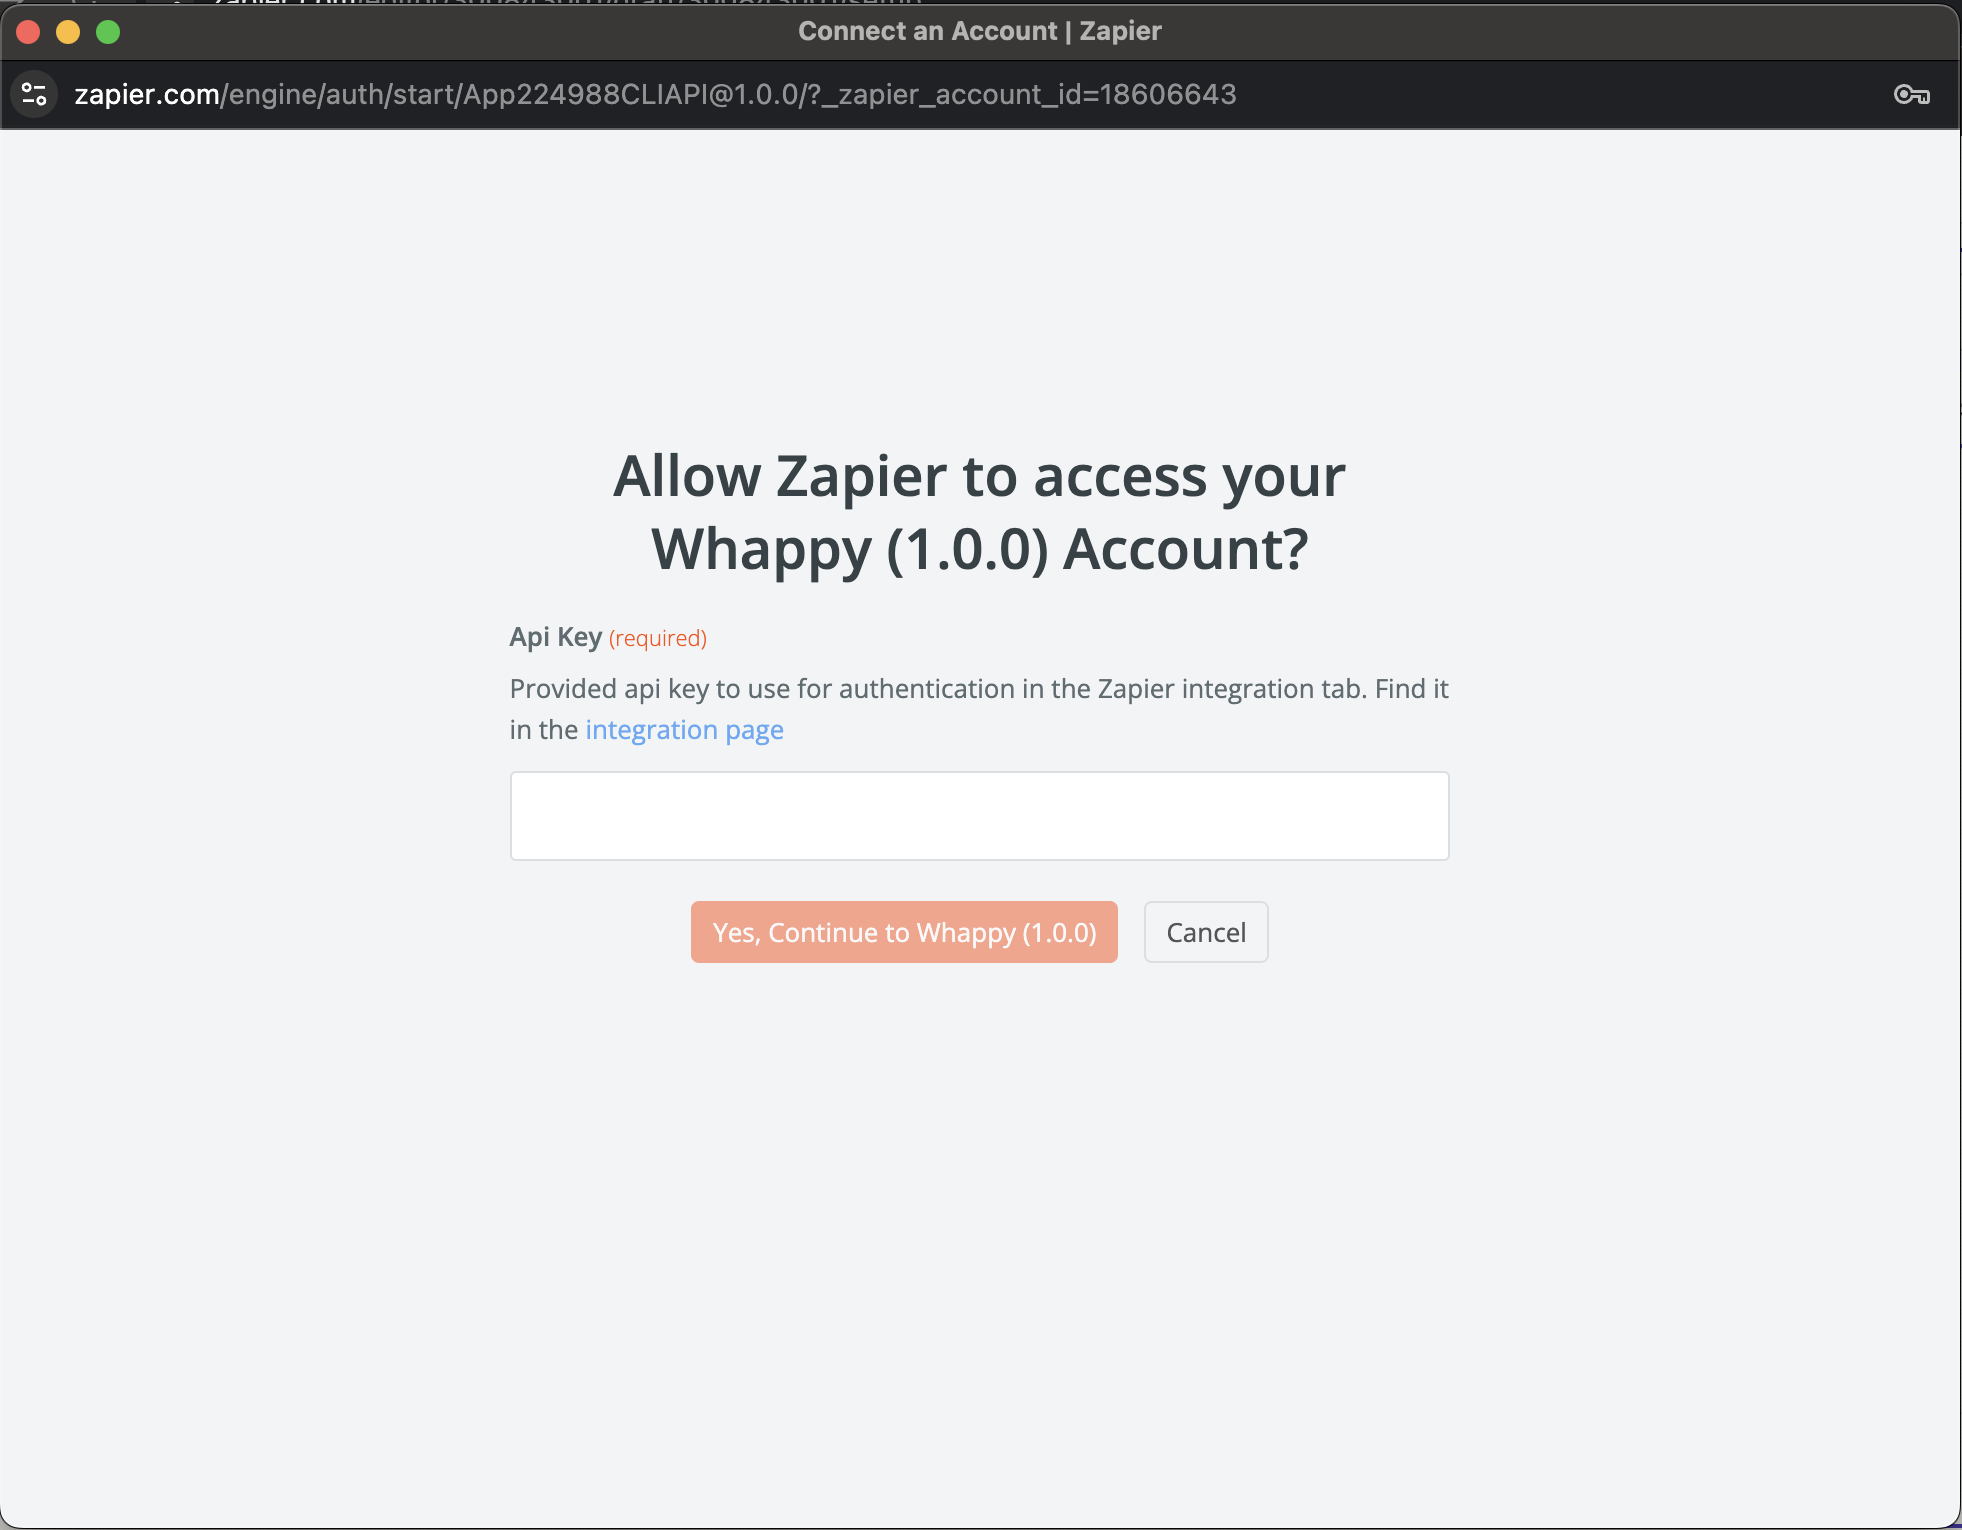 Connect an Account | Zapier
zapier.com/engine/auth/start/App224988CLIAPI@1.0.0/?_zapier_account_id=18606643
Allow Zapier to access your
Whappy (1.0.0) Account?
Api Key (required)
Provided api key to use for authentication in the Zapier integration tab. Find it
in the integration page
Yes, Continue to Whappy (1.0.0)
Cancel